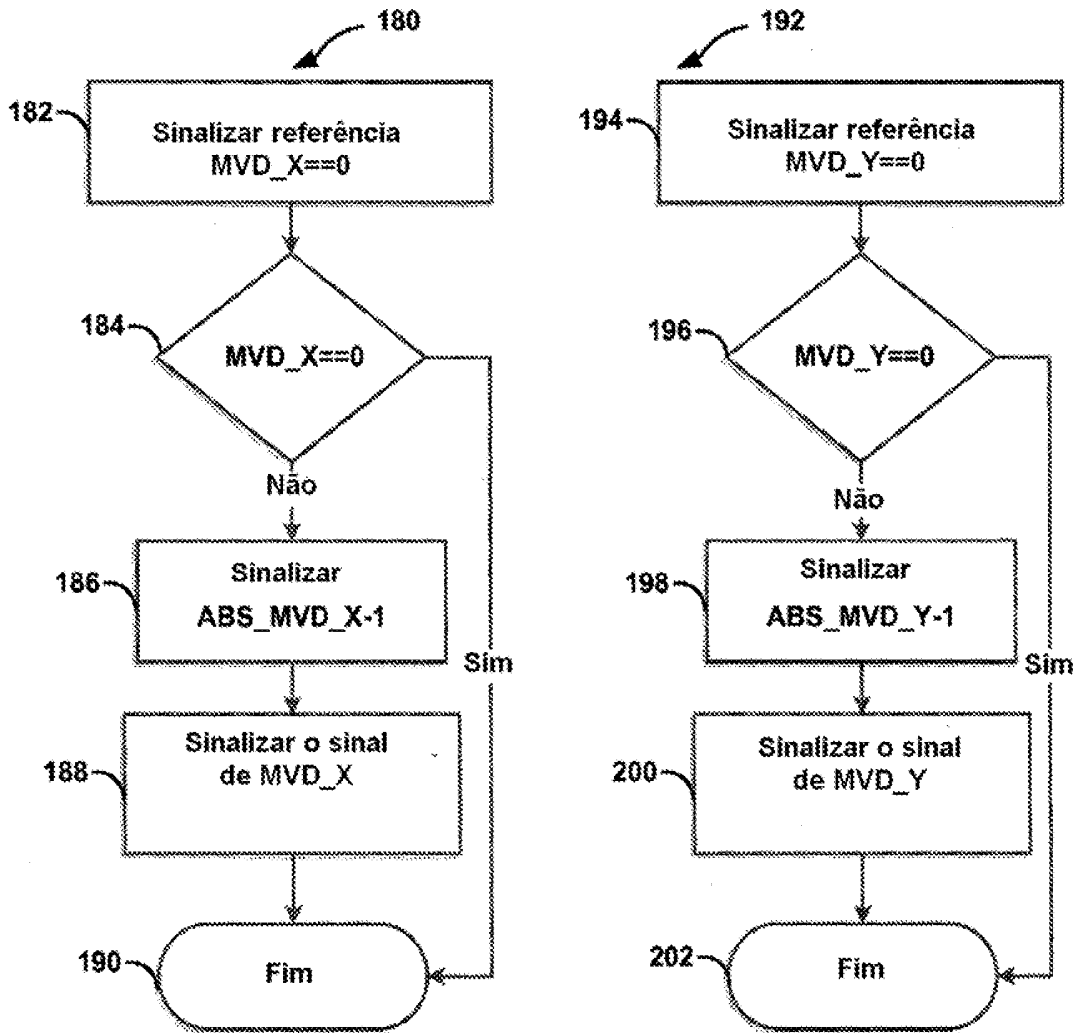 180
182
Sinalizar referência
MVD_X==0
184
MVD_X==0
Não
186
Sinalizar
ABS_MVD_X-1
Sim
188
Sinalizar o sinal
de MVD_X
190
Fim
192
194
Sinalizar referência
MVD_Y==0
196
MVD_Y==0
Não
198
Sinalizar
ABS_MVD_Y-1
Sim
200
Sinalizar o sinal
de MVD_Y
202
Fim